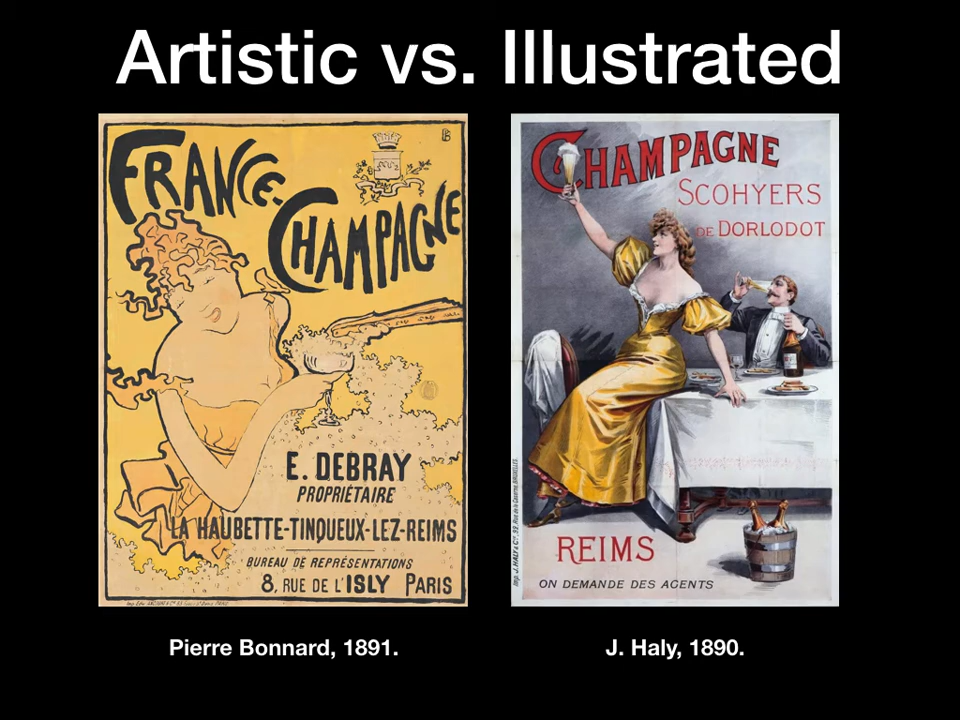 Artistic vs. Illustrated
FRANCE-
CHAMPAGNE
E. DEBRAY
PROPRIÉTAIRE
LA HAUBETTE-TINQUEUX-LEZ-REIMS
BUREAU DE REPRÉSENTATIONS
8, RUE DE L'ISLY PARIS
CHAMPAGNE
SCOHYERS
DE DORLODOT
REIMS
ON DEMANDE DES AGENTS
Pierre Bonnard, 1891.
J. Haly, 1890.